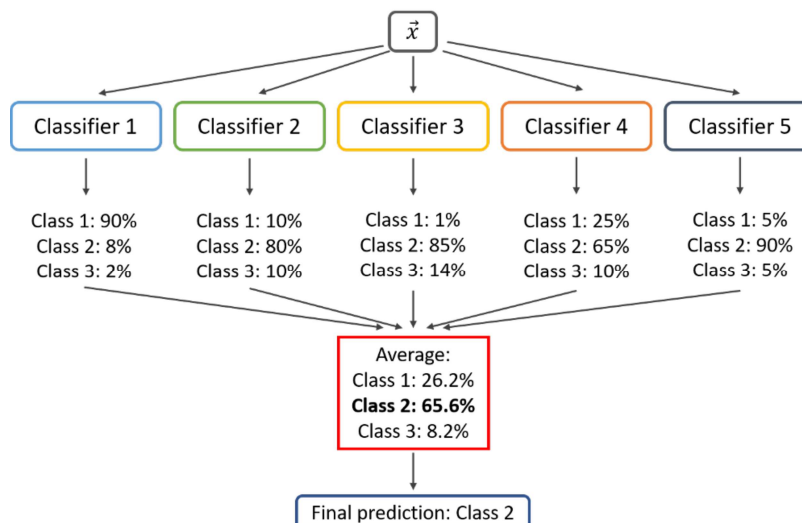 x⃗
Classifier 1
Classifier 2
Classifier 3
Classifier 4
Classifier 5
Class 1: 90%
Class 2: 8%
Class 3: 2%
Class 1: 10%
Class 2: 80%
Class 3: 10%
Class 1: 1%
Class 2: 85%
Class 3: 14%
Class 1: 25%
Class 2: 65%
Class 3: 10%
Class 1: 5%
Class 2: 90%
Class 3: 5%
Average:
Class 1: 26.2%
Class 2: 65.6%
Class 3: 8.2%
Final prediction: Class 2